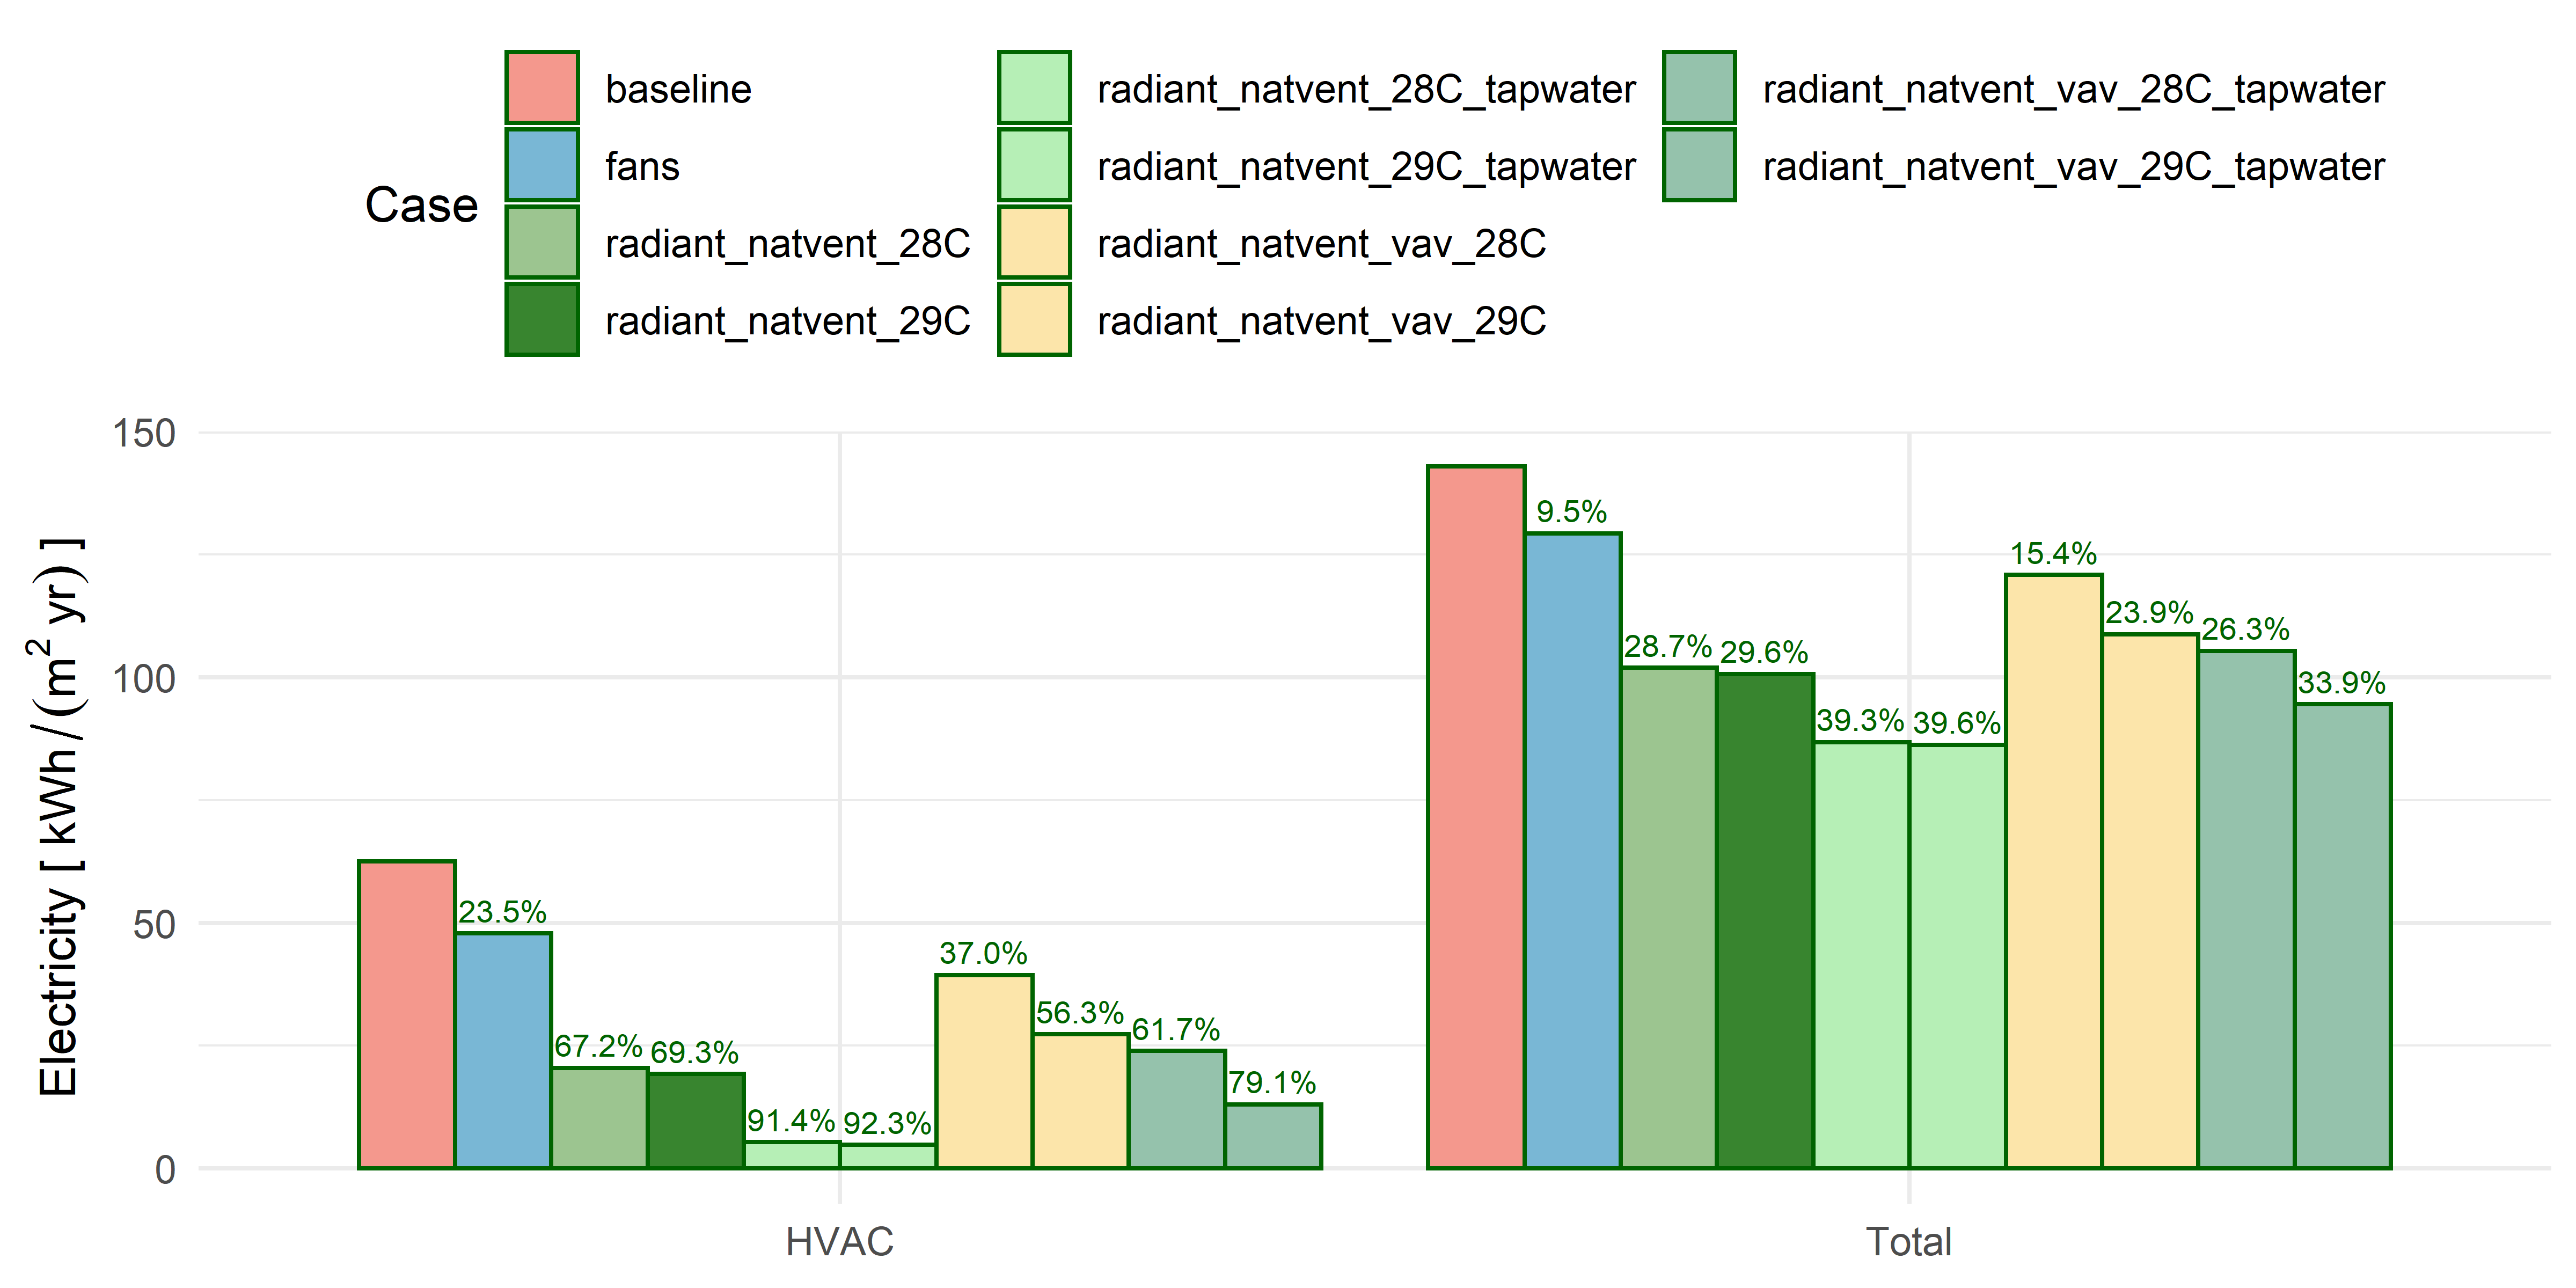 Case
baseline
fans
radiant_natvent_28C
radiant_natvent_29C
radiant_natvent_28C_tapwater
radiant_natvent_29C_tapwater
radiant_natvent_vav_28C
radiant_natvent_vav_29C
radiant_natvent_vav_28C_tapwater
radiant_natvent_vav_29C_tapwater
Electricity [ kWh/(m² yr) ]
150
100
50
0
23.5%
67.2%
69.3%
91.4%
92.3%
37.0%
56.3%
61.7%
79.1%
9.5%
28.7%
29.6%
39.3%
39.6%
15.4%
23.9%
26.3%
33.9%
HVAC
Total